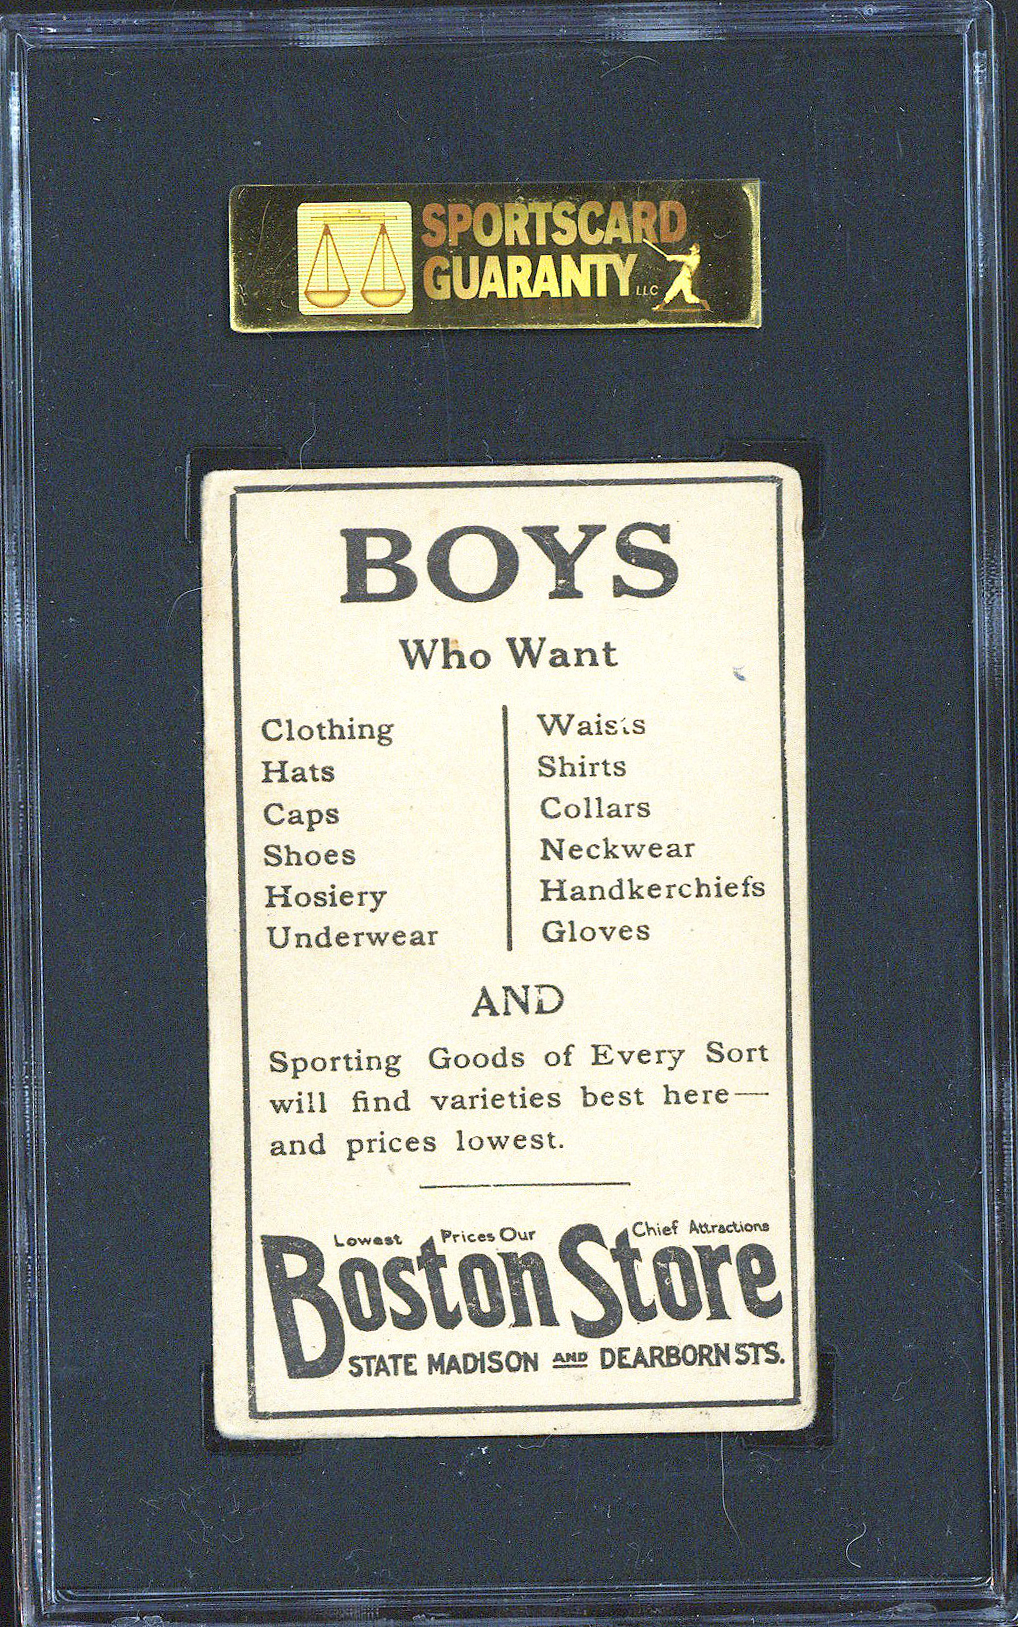 SPORTSCARD
GUARANTY LLC
BOYS
Who Want
Clothing
Hats
Caps
Shoes
Hosiery
Underwear
Waists
Shirts
Collars
Neckwear
Handkerchiefs
Gloves
AND
Sporting Goods of Every Sort
will find varieties best here—
and prices lowest.
Lowest Prices Our Chief Attractions
Boston Store
STATE MADISON AND DEARBORN STS.